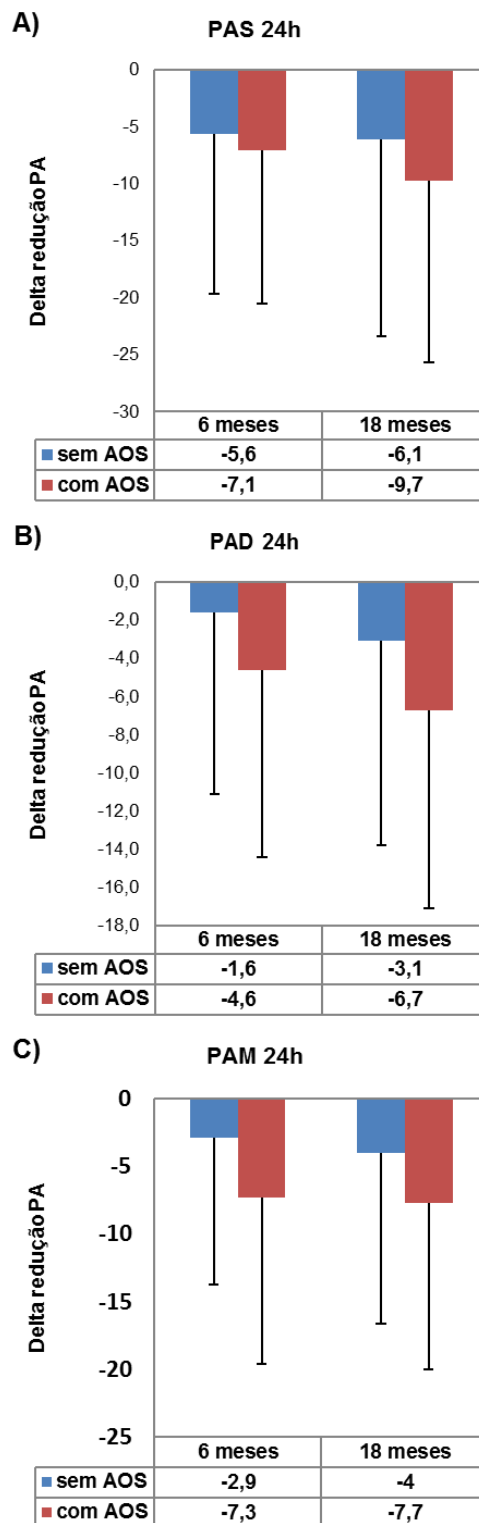 A)
PAS 24h
Delta redução PA
0
-5
-10
-15
-20
-25
-30
6 meses 18 meses
sem AOS -5,6 -6,1
com AOS -7,1 -9,7
B)
PAD 24h
Delta redução PA
0,0
-2,0
-4,0
-6,0
-8,0
-10,0
-12,0
-14,0
-16,0
-18,0
6 meses 18 meses
sem AOS -1,6 -3,1
com AOS -4,6 -6,7
C)
PAM 24h
Delta redução PA
0
-5
-10
-15
-20
-25
6 meses 18 meses
sem AOS -2,9 -4
com AOS -7,3 -7,7